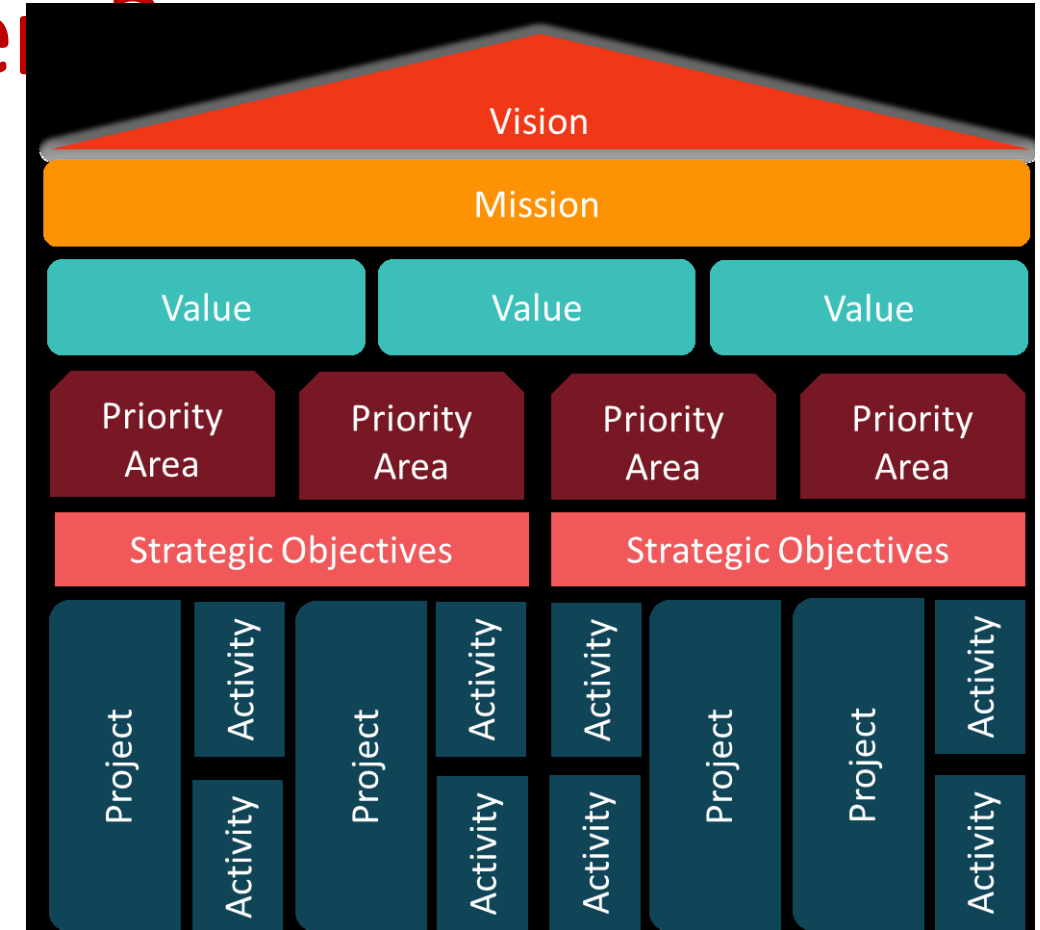 Vision
Mission
Value Value Value
Priority Priority Priority Priority
Area Area Area Area
Strategic Objectives Strategic Objectives
Project Activity Project Activity Activity Project Project Activity
Activity Activity Activity Activity